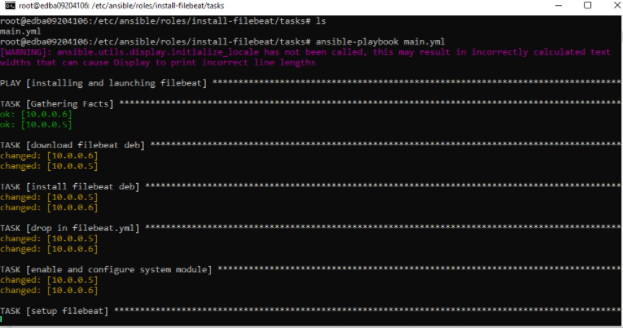 root@edba09204106: /etc/ansible/roles/install-filebeat/tasks
root@edba09204106:/etc/ansible/roles/install-filebeat/tasks# ls
main.yml
root@edba09204106:/etc/ansible/roles/install-filebeat/tasks# ansible-playbook main.yml
[WARNING]: ansible.utils.display.initialize_locale has not been called, this may result in incorrectly calculated text
widths that can cause Display to print incorrect line lengths
PLAY [installing and launching filebeat] *******************************************************************
TASK [Gathering Facts] *************************************************************************************
ok: [10.0.0.6]
ok: [10.0.0.5]
TASK [download filebeat deb] *******************************************************************************
changed: [10.0.0.6]
changed: [10.0.0.5]
TASK [install filebeat deb] ********************************************************************************
changed: [10.0.0.5]
changed: [10.0.0.6]
TASK [drop in filebeat.yml] ********************************************************************************
changed: [10.0.0.5]
changed: [10.0.0.6]
TASK [enable and configure system module] ******************************************************************
changed: [10.0.0.5]
changed: [10.0.0.6]
TASK [setup filebeat] **************************************************************************************